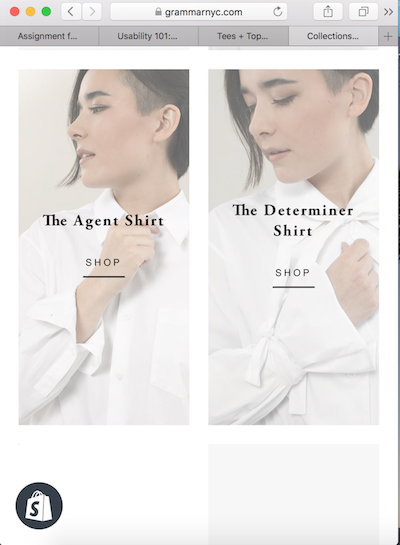 grammarnyc.com
Assignment f...
Usability 101:...
Tees + Top...
Collections...
The Agent Shirt
SHOP
The Determiner
Shirt
SHOP
S